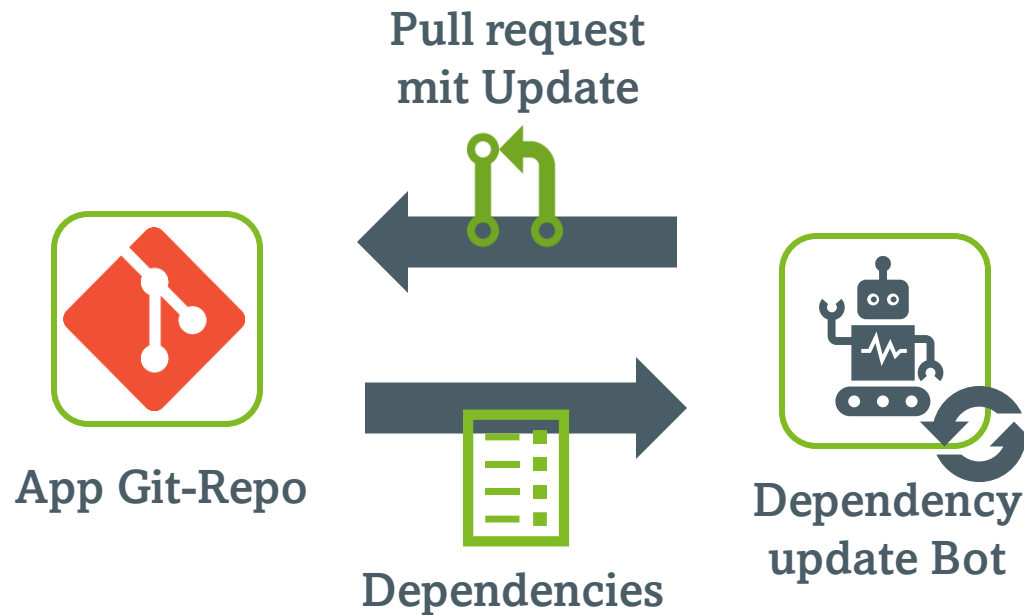 Pull request
mit Update
App Git-Repo
Dependency
update Bot
Dependencies